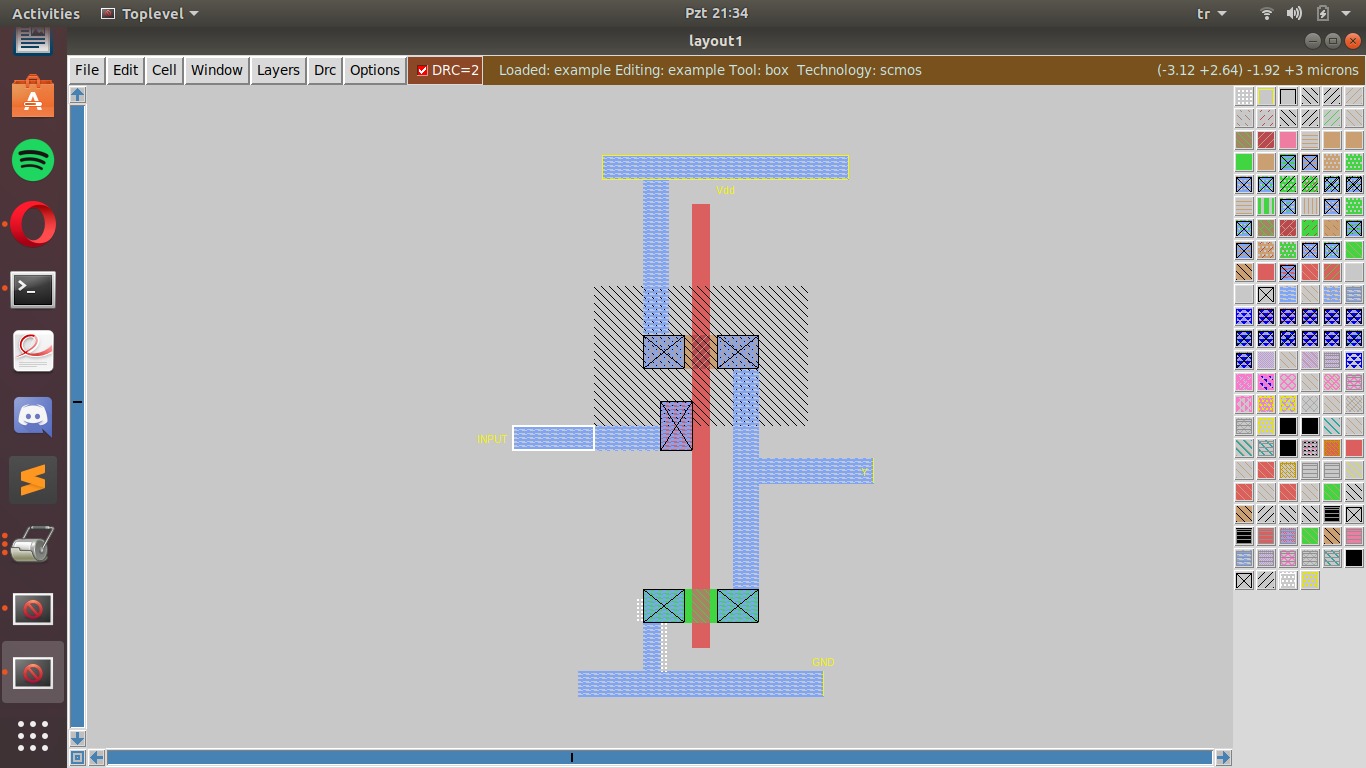 Activities Toplevel Pzt 21:34 tr
layout1
File Edit Cell Window Layers Drc Options DRC=2 Loaded: example Editing: example Tool: box Technology: scmos (-3.12 +2.64) -1.92 +3 microns
Vdd
INPUT
Y
GND